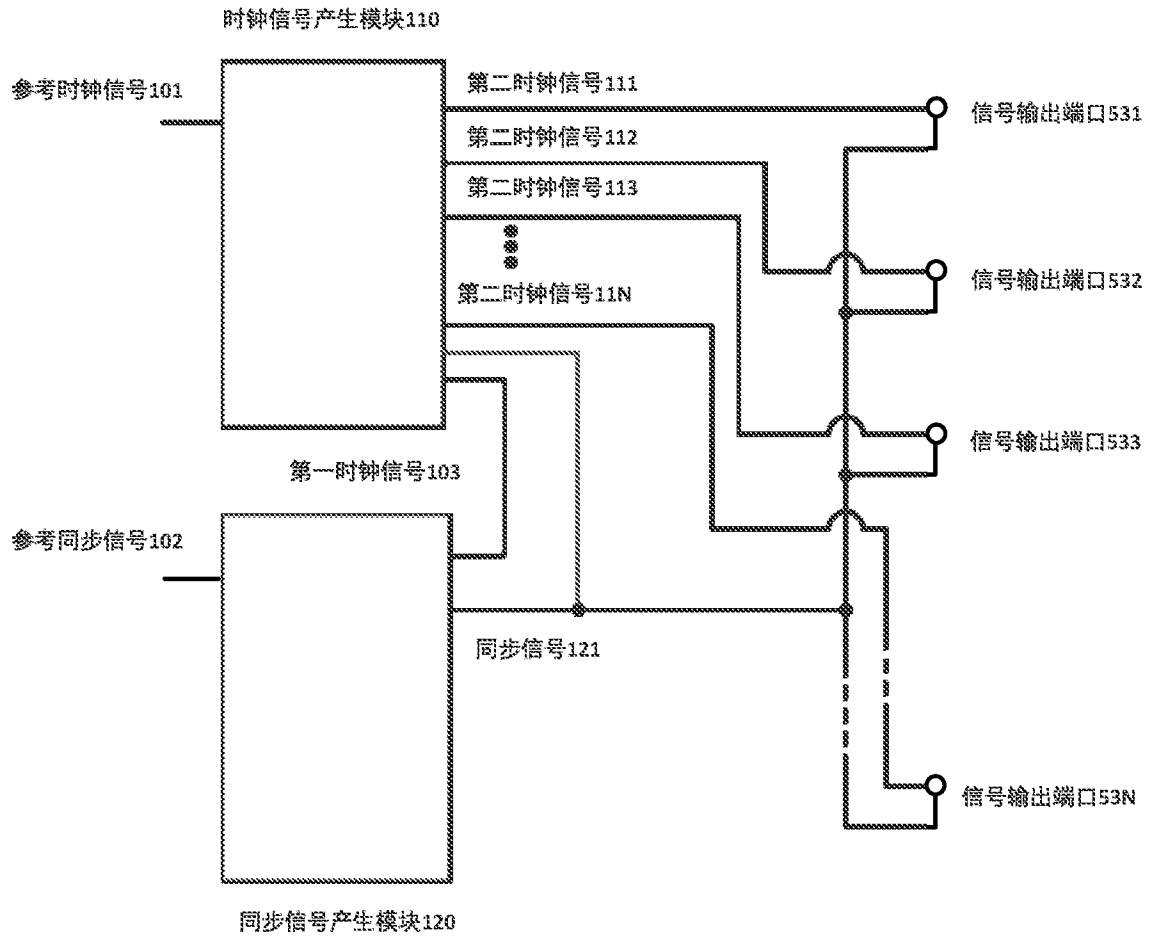 时钟信号产生模块110
参考时钟信号101
第二时钟信号111
信号输出端口531
第二时钟信号112
第二时钟信号113
信号输出端口532
第二时钟信号11N
信号输出端口533
第一时钟信号103
参考同步信号102
同步信号121
信号输出端口53N
同步信号产生模块120